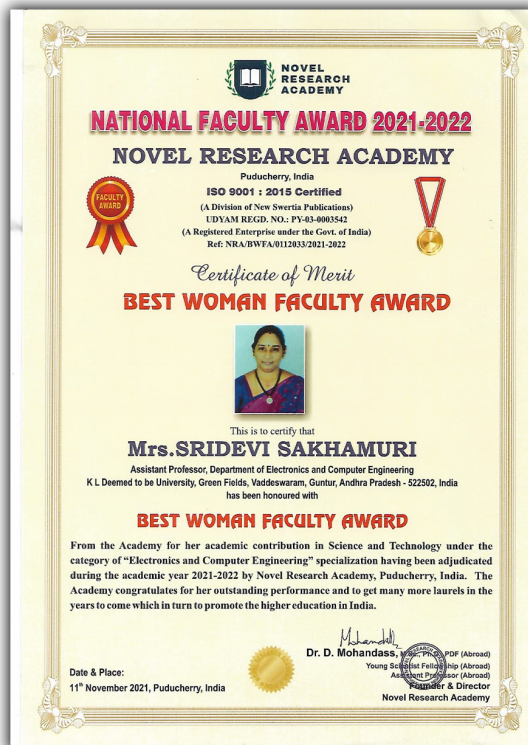 NOVEL
RESEARCH
ACADEMY
NATIONAL FACULTY AWARD 2021-2022
NOVEL RESEARCH ACADEMY
Puducherry, India
ISO 9001 : 2015 Certified
(A Division of New Swertia Publications)
UDYAM REGD. NO.: PY-03-0003542
(A Registered Enterprise under the Govt. of India)
Ref: NRA/BWFA/0112033/2021-2022
FACULTY
AWARD
Certificate of Merit
BEST WOMAN FACULTY AWARD
This is to certify that
Mrs.SRIDEVI SAKHAMURI
Assistant Professor, Department of Electronics and Computer Engineering
K L Deemed to be University, Green Fields, Vaddeswaram, Guntur, Andhra Pradesh - 522502, India
has been honoured with
BEST WOMAN FACULTY AWARD
From the Academy for her academic contribution in Science and Technology under the
category of “Electronics and Computer Engineering” specialization having been adjudicated
during the academic year 2021-2022 by Novel Research Academy, Puducherry, India. The
Academy congratulates for her outstanding performance and to get many more laurels in the
years to come which in turn to promote the higher education in India.
Dr. D. Mohandass, Ph.D., PDF (Abroad)
Young Scientist Fellowship (Abroad)
Assistant Professor (Abroad)
Founder & Director
Novel Research Academy
Date & Place:
11th November 2021, Puducherry, India